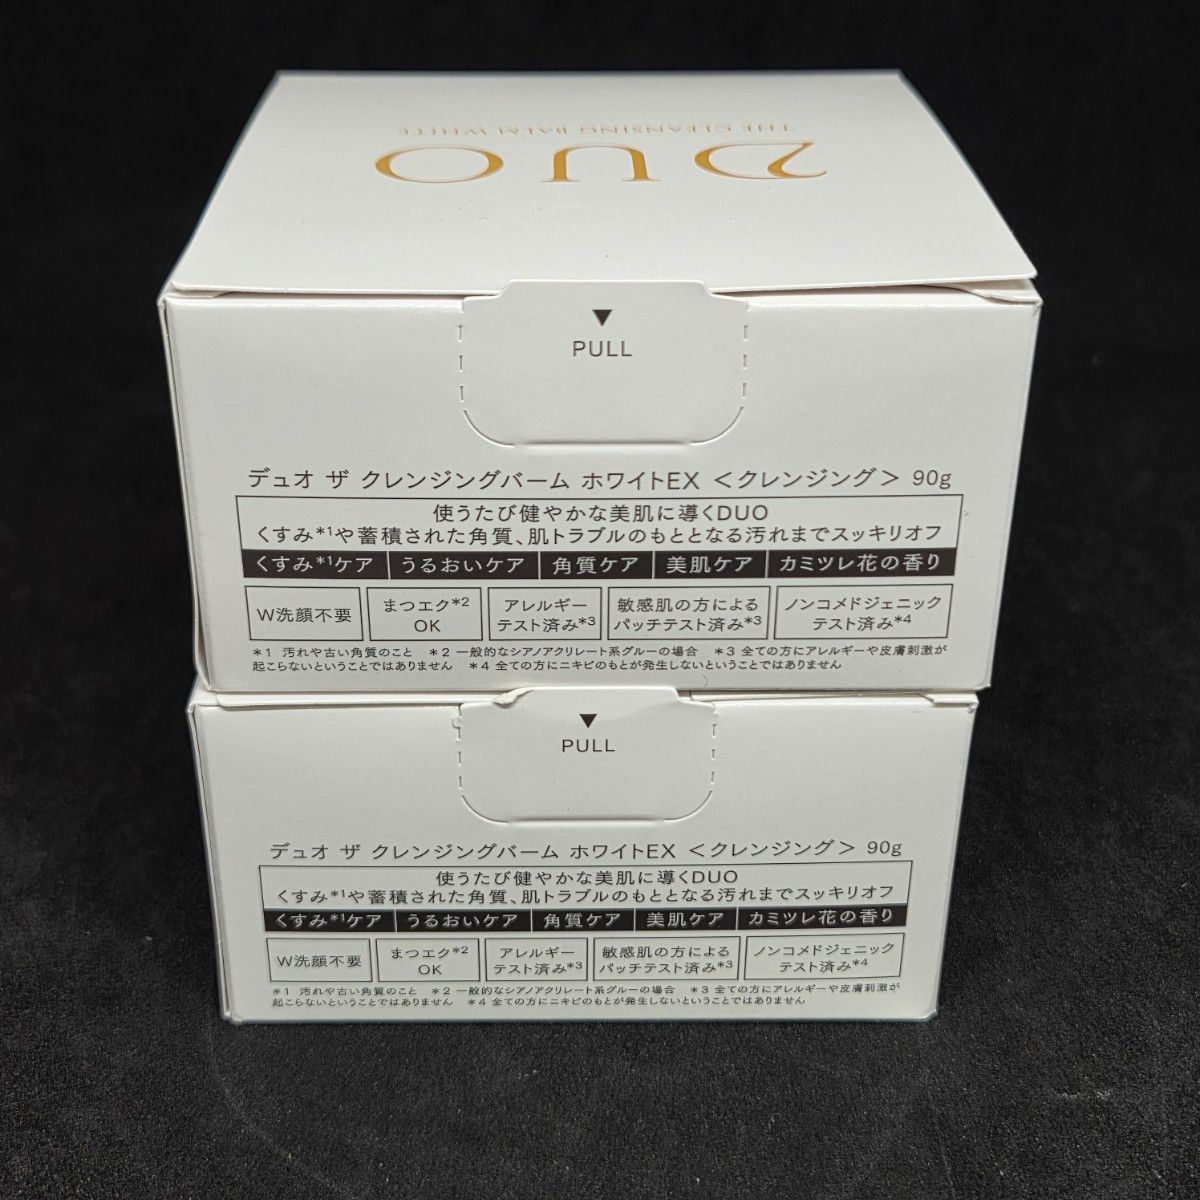 DUO
THE CLEANSING BALM WHITE
▼
PULL
デュオ ザ クレンジングバーム ホワイトEX <クレンジング> 90g
使うたび健やかな美肌に導くDUO
くすみ*1や蓄積された角質、肌トラブルのもととなる汚れまでスッキリオフ
くすみ*1ケア うるおいケア 角質ケア 美肌ケア カミツレ花の香り
W洗顔不要
まつエク*2
OK
アレルギー
テスト済み*3
敏感肌の方による
パッチテスト済み*3
ノンコメドジェニック
テスト済み*4
*1 汚れや古い角質のこと *2 一般的なシアノアクリレート系グルーの場合 *3 全ての方にアレルギーや皮膚刺激が
起こらないということではありません *4 全ての方にニキビのもとが発生しないということではありません
▼
PULL
デュオ ザ クレンジングバーム ホワイトEX <クレンジング> 90g
使うたび健やかな美肌に導くDUO
くすみ*1や蓄積された角質、肌トラブルのもととなる汚れまでスッキリオフ
くすみ*1ケア うるおいケア 角質ケア 美肌ケア カミツレ花の香り
W洗顔不要
まつエク*2
OK
アレルギー
テスト済み*3
敏感肌の方による
パッチテスト済み*3
ノンコメドジェニック
テスト済み*4
*1 汚れや古い角質のこと *2 一般的なシアノアクリレート系グルーの場合 *3 全ての方にアレルギーや皮膚刺激が
起こらないということではありません *4 全ての方にニキビのもとが発生しないということではありません